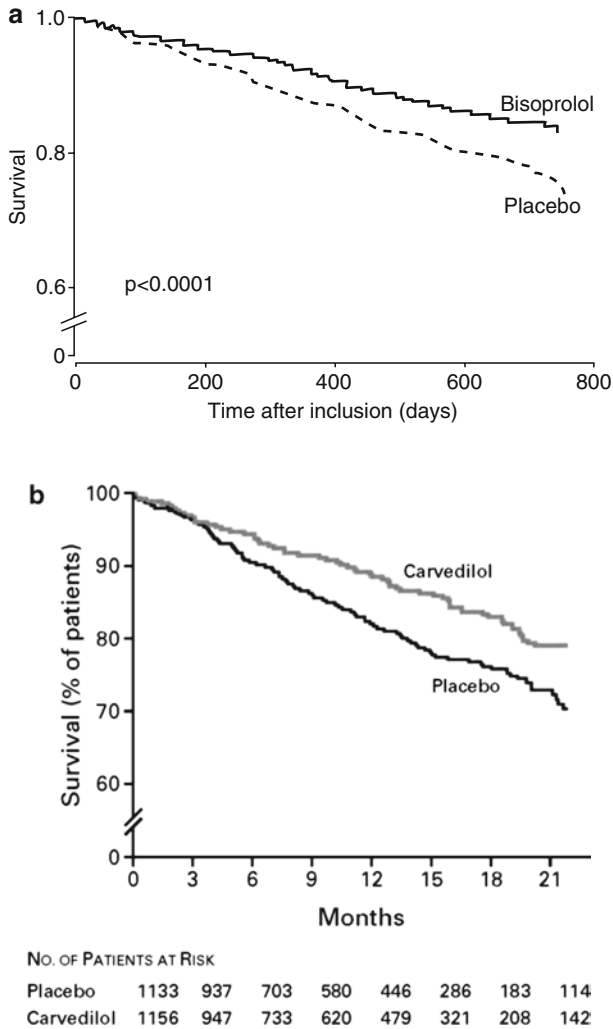 a
1.0
Bisoprolol
0.8
Survival
Placebo
p<0.0001
0.6
0
0 200 400 600 800
Time after inclusion (days)
b
100
90
Carvedilol
80
Placebo
Survival (% of patients)
70
60
0
0 3 6 9 12 15 18 21
Months
NO. OF PATIENTS AT RISK
Placebo 1133 937 703 580 446 286 183 114
Carvedilol 1156 947 733 620 479 321 208 142